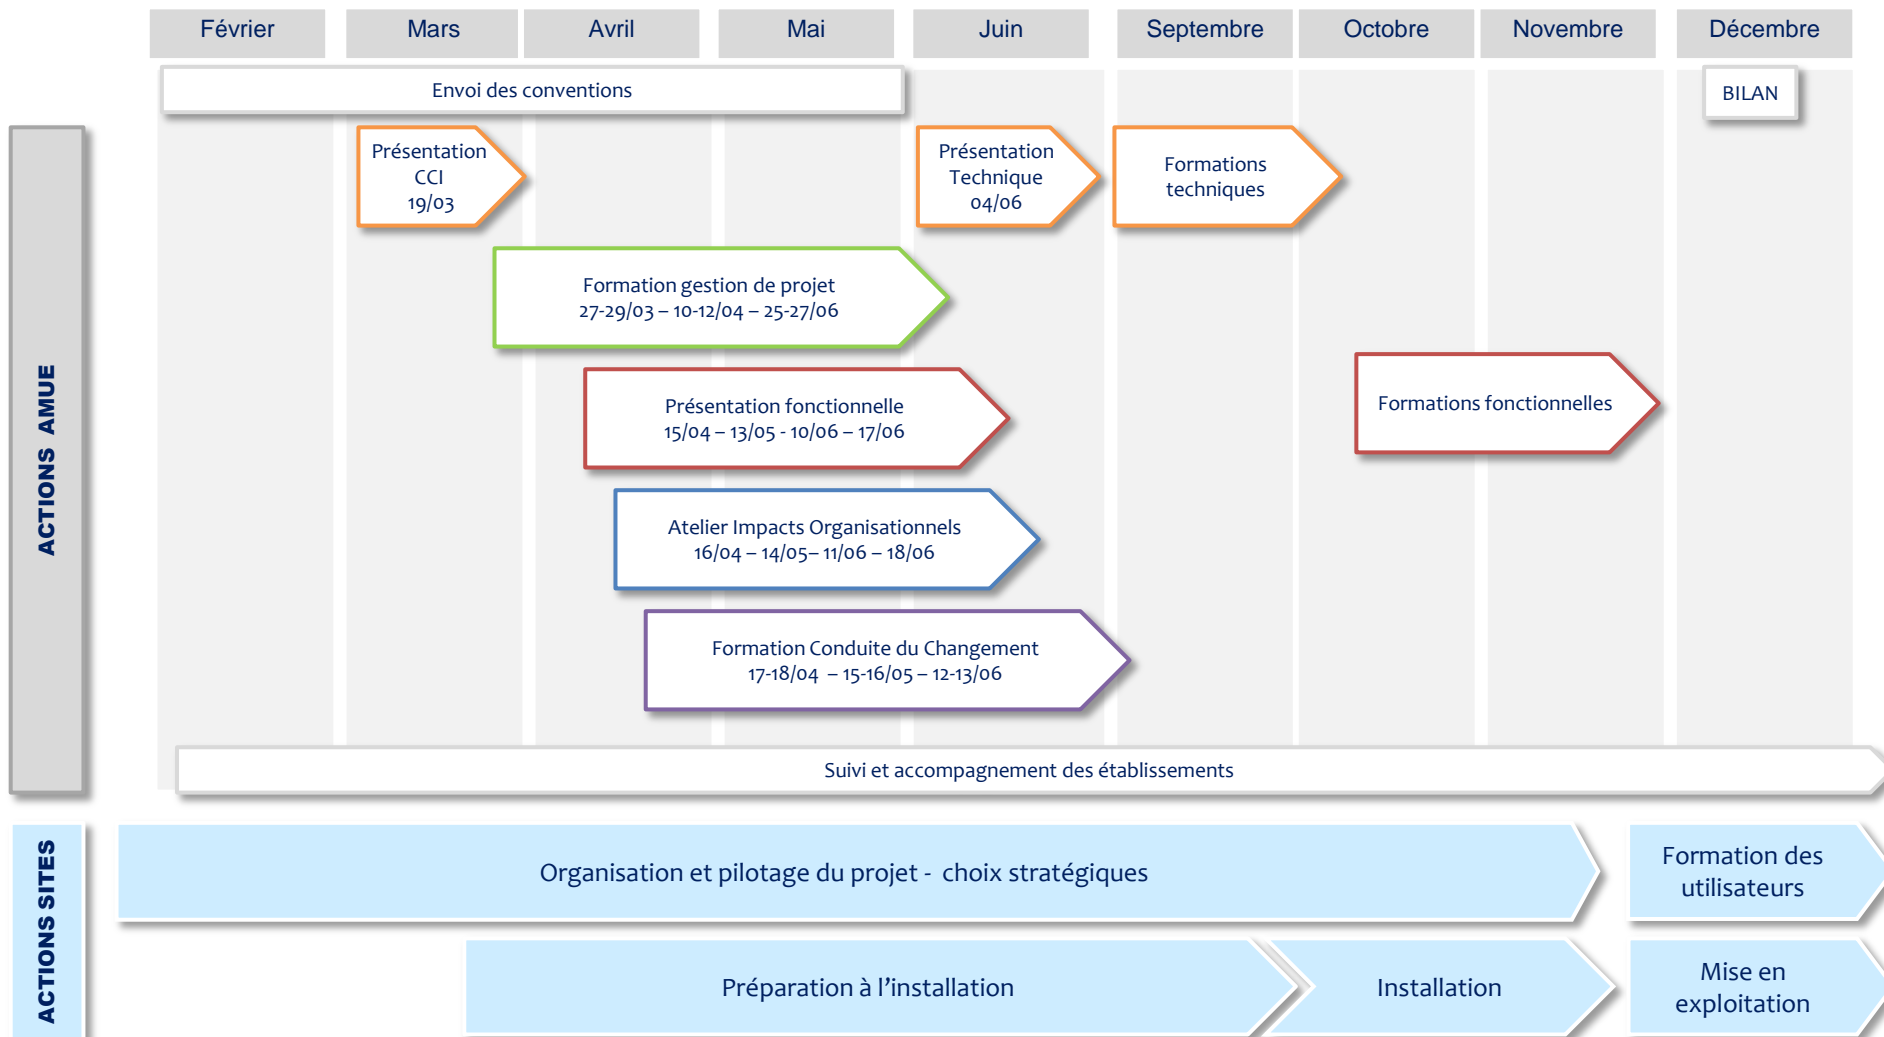 Février
Mars
Avril
Mai
Juin
Septembre
Octobre
Novembre
Décembre
Envoi des conventions
BILAN
ACTIONS AMUE
Présentation
CCI
19/03
Présentation
Technique
04/06
Formations
techniques
Formation gestion de projet
27-29/03 – 10-12/04 – 25-27/06
Présentation fonctionnelle
15/04 – 13/05 - 10/06 – 17/06
Formations fonctionnelles
Atelier Impacts Organisationnels
16/04 – 14/05– 11/06 – 18/06
Formation Conduite du Changement
17-18/04 – 15-16/05 – 12-13/06
Suivi et accompagnement des établissements
ACTIONS SITES
Organisation et pilotage du projet - choix stratégiques
Formation des
utilisateurs
Préparation à l’installation
Installation
Mise en
exploitation